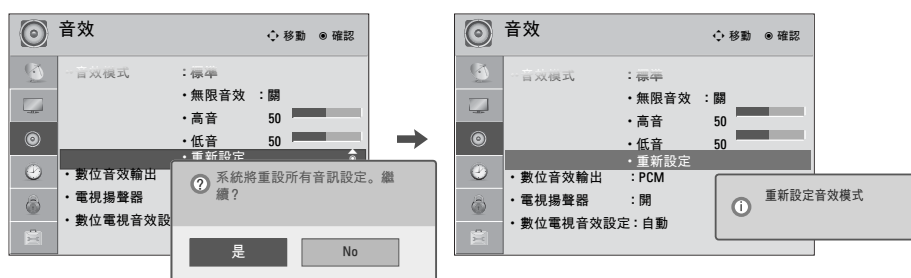 音效
移動 確認
音效模式 : 標準
・無限音效 : 關
・高音 50
・低音 50
・重新設定
・數位音效輸出
・電視揚聲器
・數位電視音效設
系統將重設所有音訊設定。繼
續?
是 No
音效
移動 確認
音效模式 : 標準
・無限音效 : 關
・高音 50
・低音 50
・重新設定
・數位音效輸出 : PCM
・電視揚聲器 : 開
・數位電視音效設定 : 自動
重新設定音效模式